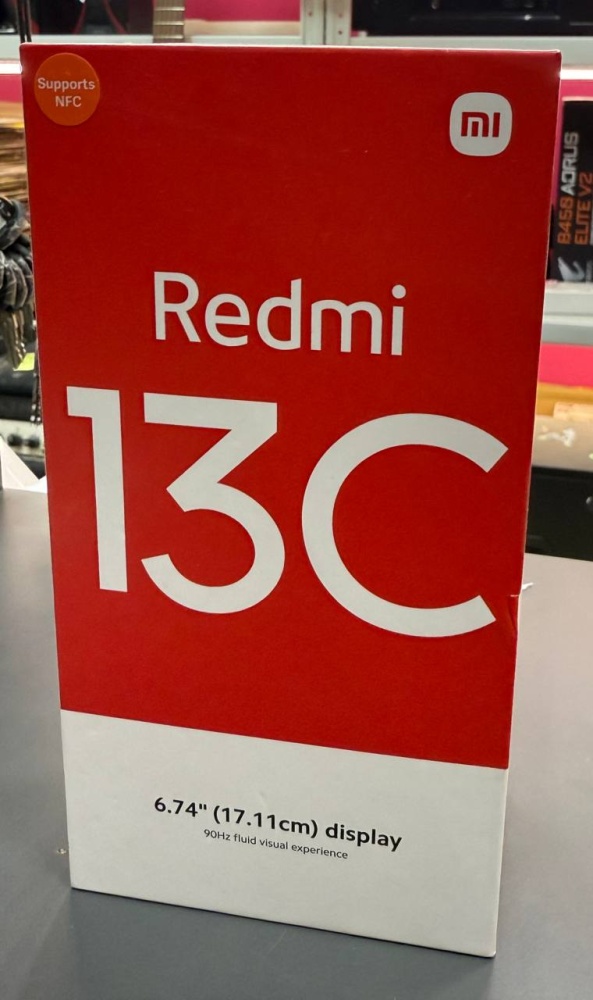 Supports
NFC
mi
Redmi
13C
6.74" (17.11cm) display
90Hz fluid visual experience
B450 AORUS
ELITE V2